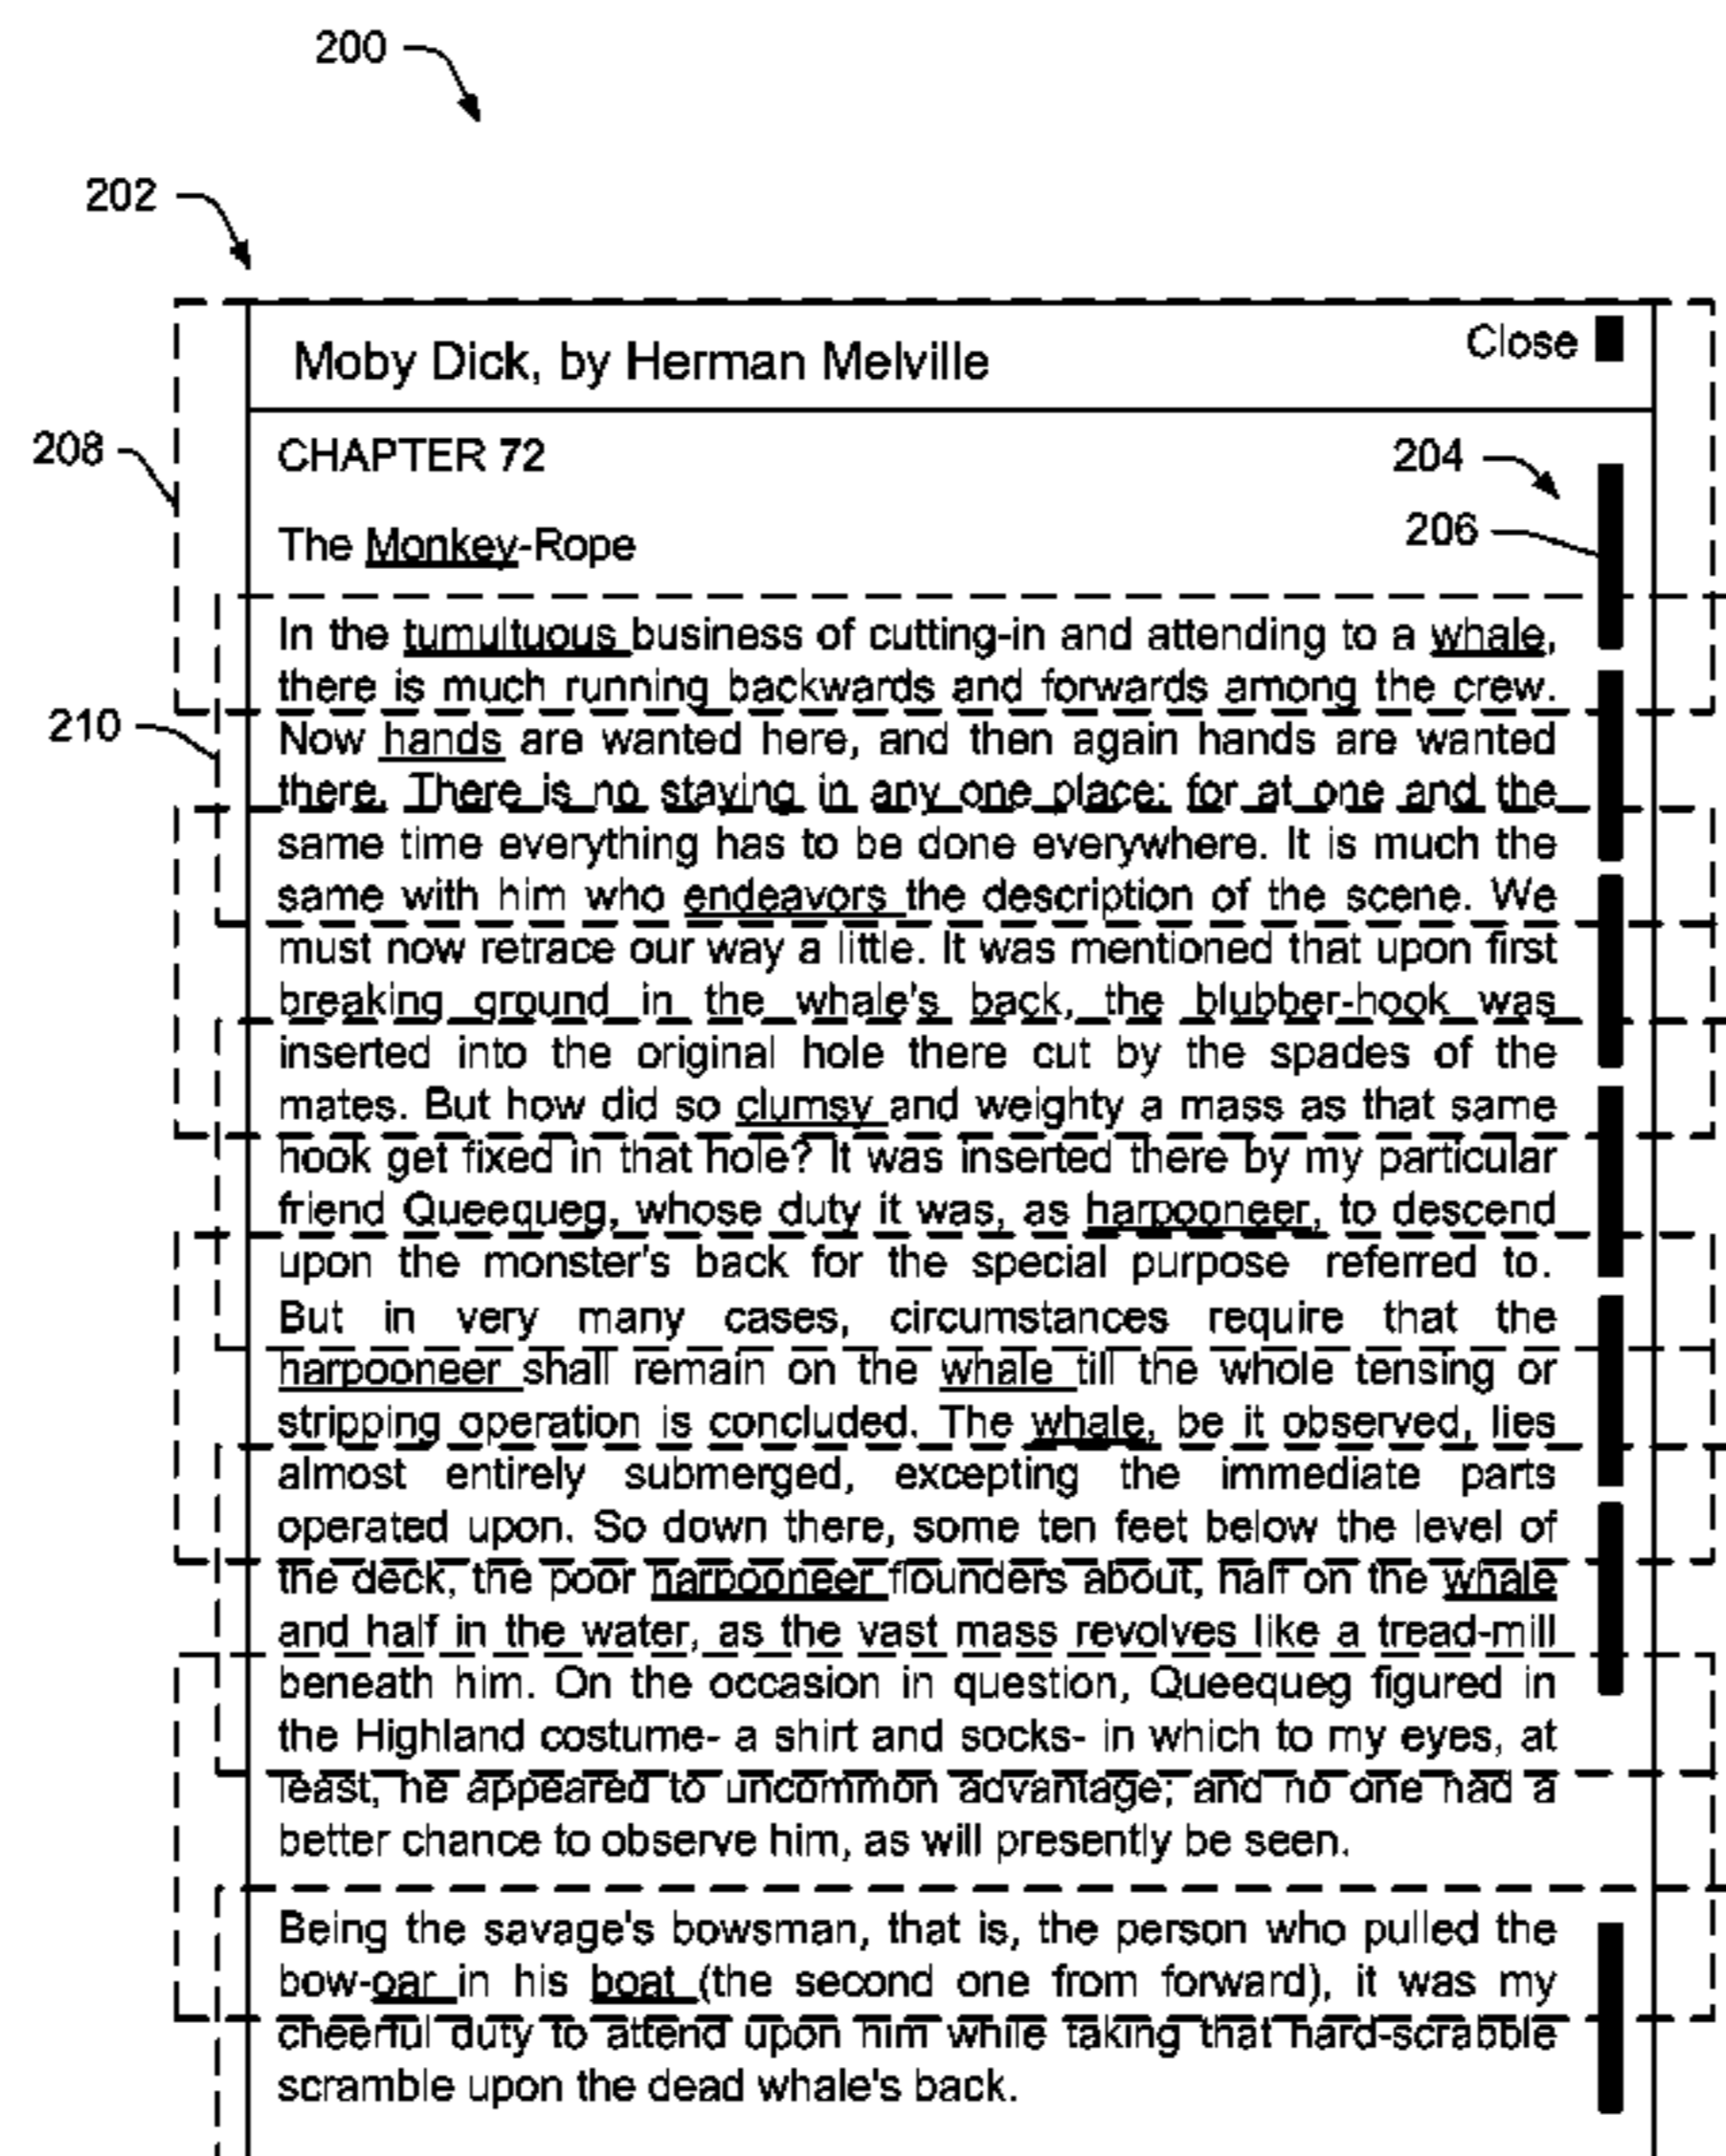 200
202
Moby Dick, by Herman Melville
Close
208
CHAPTER 72
204
206
The Monkey-Rope
In the tumultuous business of cutting-in and attending to a whale,
there is much running backwards and forwards among the crew.
210
Now hands are wanted here, and then again hands are wanted
there. There is no staying in any one place; for at one and the
same time everything has to be done everywhere. It is much the
same with him who endeavors the description of the scene. We
must now retrace our way a little. It was mentioned that upon first
breaking ground in the whale's back, the blubber-hook was
inserted into the original hole there cut by the spades of the
mates. But how did so clumsy and weighty a mass as that same
hook get fixed in that hole? It was inserted there by my particular
friend Queequeg, whose duty it was, as harpooneer, to descend
upon the monster's back for the special purpose referred to.
But in very many cases, circumstances require that the
harpooneer shall remain on the whale till the whole tensing or
stripping operation is concluded. The whale, be it observed, lies
almost entirely submerged, excepting the immediate parts
operated upon. So down there, some ten feet below the level of
the deck, the poor harpooneer flounders about, half on the whale
and half in the water, as the vast mass revolves like a tread-mill
beneath him. On the occasion in question, Queequeg figured in
the Highland costume- a shirt and socks- in which to my eyes, at
least, he appeared to uncommon advantage; and no one had a
better chance to observe him, as will presently be seen.
Being the savage's bowsman, that is, the person who pulled the
bow-oar in his boat (the second one from forward), it was my
cheerful duty to attend upon him while taking that hard-scrabble
scramble upon the dead whale's back.